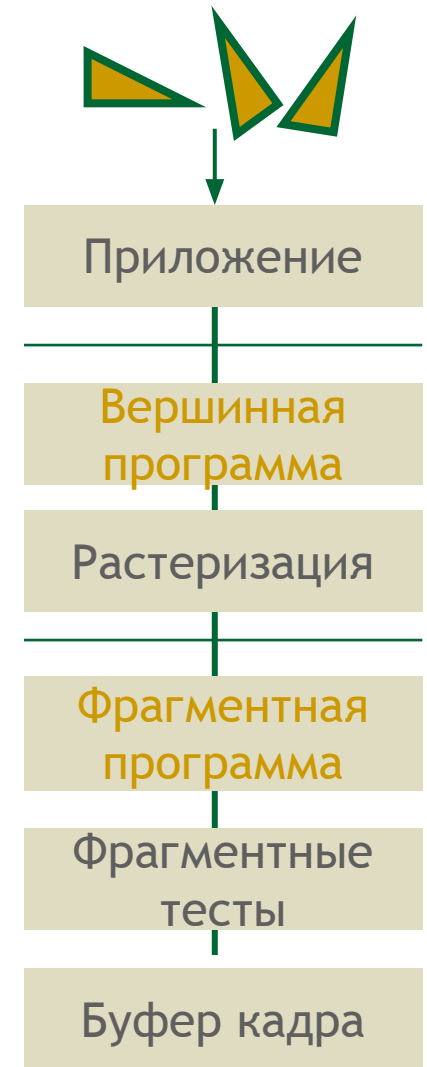 Приложение
Вершинная
программа
Растеризация
Фрагментная
программа
Фрагментные
тесты
Буфер кадра